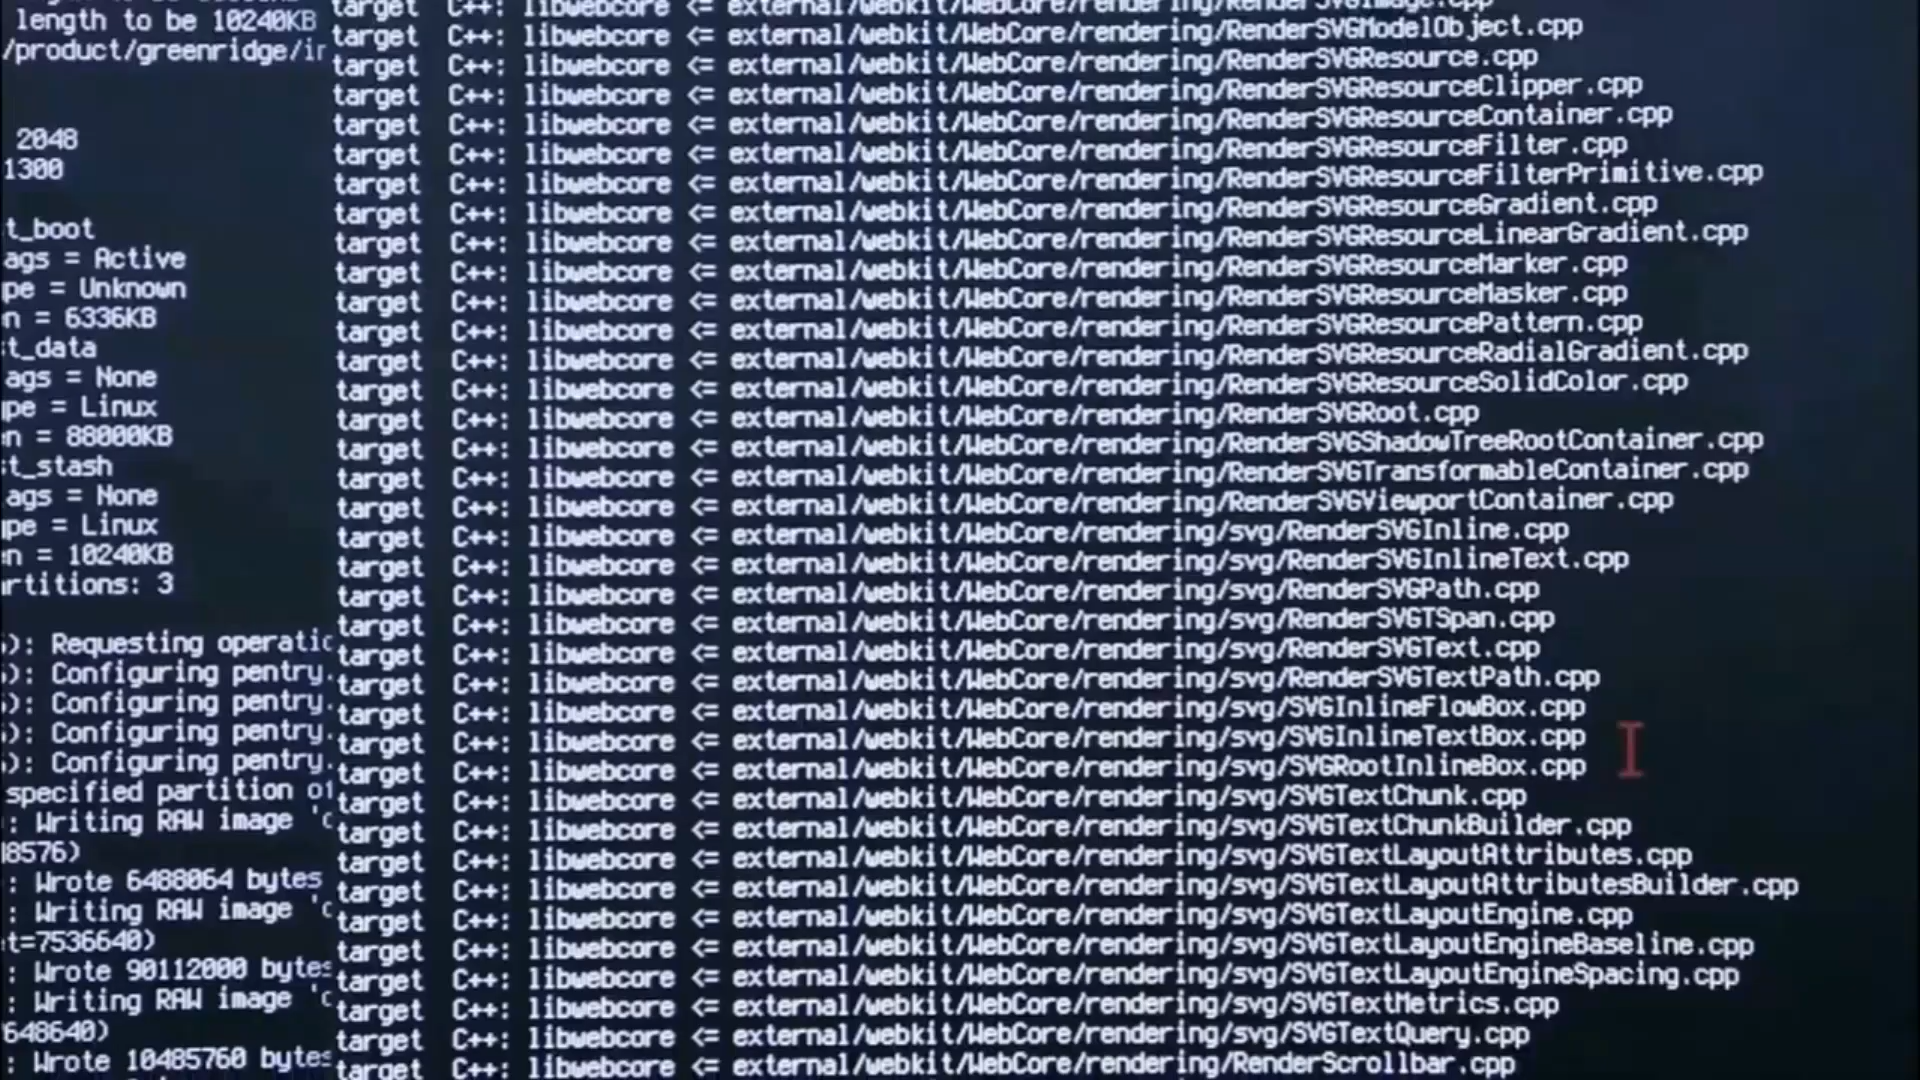 length to be 10240KB
/product/greenridge/
2048
1300
t_boot
ags = Active
pe = Unknown
n = 6336KB
t_data
ags = None
pe = Linux
n = 88000KB
t_stash
ags = None
pe = Linux
n = 10240KB
artitions: 3
): Requesting operatio
): Configuring pentry.
): Configuring pentry.
): Configuring pentry.
): Configuring pentry.
specified partition of
: Writing RAW image '
8576)
: Wrote 6488064 bytes
: Writing RAW image '
t=7536640)
: Wrote 90112000 bytes
: Writing RAW image '
648640)
: Wrote 10485760 bytes
target C++: libwebcore <= external/webkit/WebCore/rendering/RenderSVGImage.cpp
target C++: libwebcore <= external/webkit/WebCore/rendering/RenderSVGModelObject.cpp
target C++: libwebcore <= external/webkit/WebCore/rendering/RenderSVGResource.cpp
target C++: libwebcore <= external/webkit/WebCore/rendering/RenderSVGResourceClipper.cpp
target C++: libwebcore <= external/webkit/WebCore/rendering/RenderSVGResourceContainer.cpp
target C++: libwebcore <= external/webkit/WebCore/rendering/RenderSVGResourceFilter.cpp
target C++: libwebcore <= external/webkit/WebCore/rendering/RenderSVGResourceFilterPrimitive.cpp
target C++: libwebcore <= external/webkit/WebCore/rendering/RenderSVGResourceGradient.cpp
target C++: libwebcore <= external/webkit/WebCore/rendering/RenderSVGResourceLinearGradient.cpp
target C++: libwebcore <= external/webkit/WebCore/rendering/RenderSVGResourceMarker.cpp
target C++: libwebcore <= external/webkit/WebCore/rendering/RenderSVGResourceMasker.cpp
target C++: libwebcore <= external/webkit/WebCore/rendering/RenderSVGResourcePattern.cpp
target C++: libwebcore <= external/webkit/WebCore/rendering/RenderSVGResourceRadialGradient.cpp
target C++: libwebcore <= external/webkit/WebCore/rendering/RenderSVGResourceSolidColor.cpp
target C++: libwebcore <= external/webkit/WebCore/rendering/RenderSVGRoot.cpp
target C++: libwebcore <= external/webkit/WebCore/rendering/RenderSVGShadowTreeRootContainer.cpp
target C++: libwebcore <= external/webkit/WebCore/rendering/RenderSVGTransformableContainer.cpp
target C++: libwebcore <= external/webkit/WebCore/rendering/RenderSVGViewportContainer.cpp
target C++: libwebcore <= external/webkit/WebCore/rendering/svg/RenderSVGInline.cpp
target C++: libwebcore <= external/webkit/WebCore/rendering/svg/RenderSVGInlineText.cpp
target C++: libwebcore <= external/webkit/WebCore/rendering/svg/RenderSVGPath.cpp
target C++: libwebcore <= external/webkit/WebCore/rendering/svg/RenderSVGTSpan.cpp
target C++: libwebcore <= external/webkit/WebCore/rendering/svg/RenderSVGText.cpp
target C++: libwebcore <= external/webkit/WebCore/rendering/svg/RenderSVGTextPath.cpp
target C++: libwebcore <= external/webkit/WebCore/rendering/svg/SVGInlineFlowBox.cpp
target C++: libwebcore <= external/webkit/WebCore/rendering/svg/SVGInlineTextBox.cpp
target C++: libwebcore <= external/webkit/WebCore/rendering/svg/SVGRootInlineBox.cpp
target C++: libwebcore <= external/webkit/WebCore/rendering/svg/SVGTextChunk.cpp
target C++: libwebcore <= external/webkit/WebCore/rendering/svg/SVGTextChunkBuilder.cpp
target C++: libwebcore <= external/webkit/WebCore/rendering/svg/SVGTextLayoutAttributes.cpp
target C++: libwebcore <= external/webkit/WebCore/rendering/svg/SVGTextLayoutAttributesBuilder.cpp
target C++: libwebcore <= external/webkit/WebCore/rendering/svg/SVGTextLayoutEngine.cpp
target C++: libwebcore <= external/webkit/WebCore/rendering/svg/SVGTextLayoutEngineBaseline.cpp
target C++: libwebcore <= external/webkit/WebCore/rendering/svg/SVGTextLayoutEngineSpacing.cpp
target C++: libwebcore <= external/webkit/WebCore/rendering/svg/SVGTextMetrics.cpp
target C++: libwebcore <= external/webkit/WebCore/rendering/svg/SVGTextQuery.cpp
target C++: libwebcore <= external/webkit/WebCore/rendering/RenderScrollbar.cpp